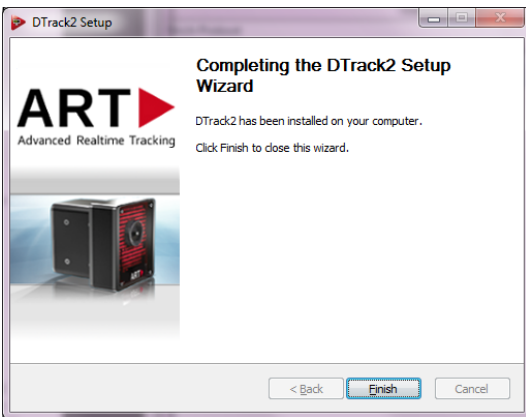 DTrack2 Setup
Completing the DTrack2 Setup
Wizard
DTrack2 has been installed on your computer.
Click Finish to close this wizard.
ART
Advanced Realtime Tracking
ART
< Back
Finish
Cancel